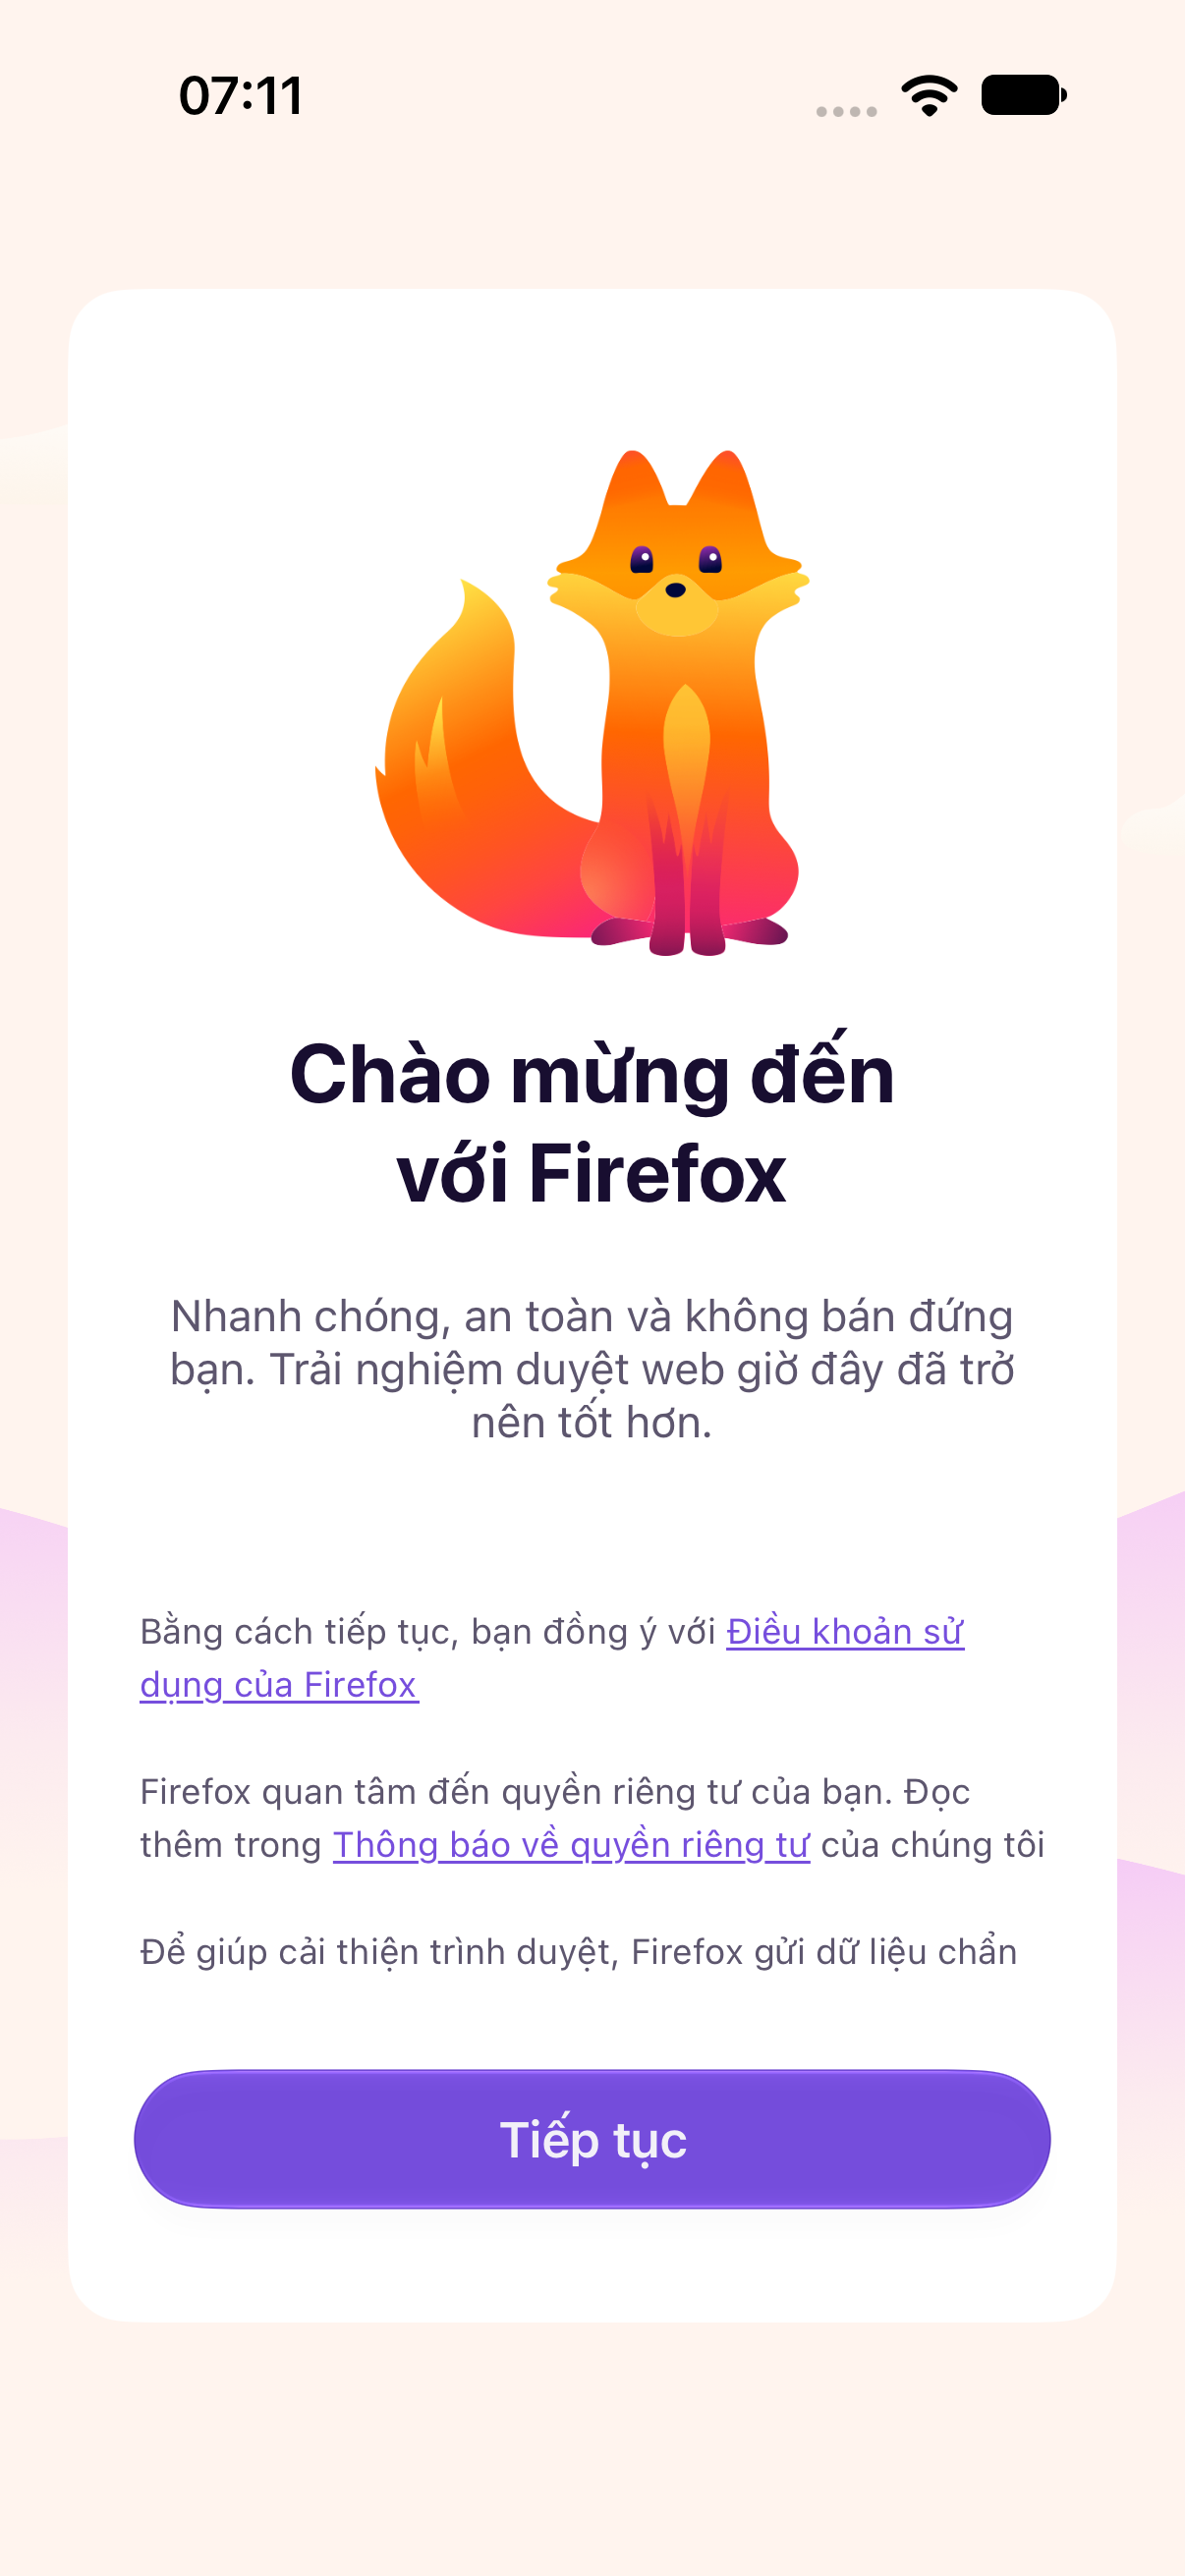 07:11
Chào mừng đến
với Firefox
Nhanh chóng, an toàn và không bán đứng
bạn. Trải nghiệm duyệt web giờ đây đã trở
nên tốt hơn.
Bằng cách tiếp tục, bạn đồng ý với Điều khoản sử
dụng của Firefox
Firefox quan tâm đến quyền riêng tư của bạn. Đọc
thêm trong Thông báo về quyền riêng tư của chúng tôi
Để giúp cải thiện trình duyệt, Firefox gửi dữ liệu chẩn
Tiếp tục